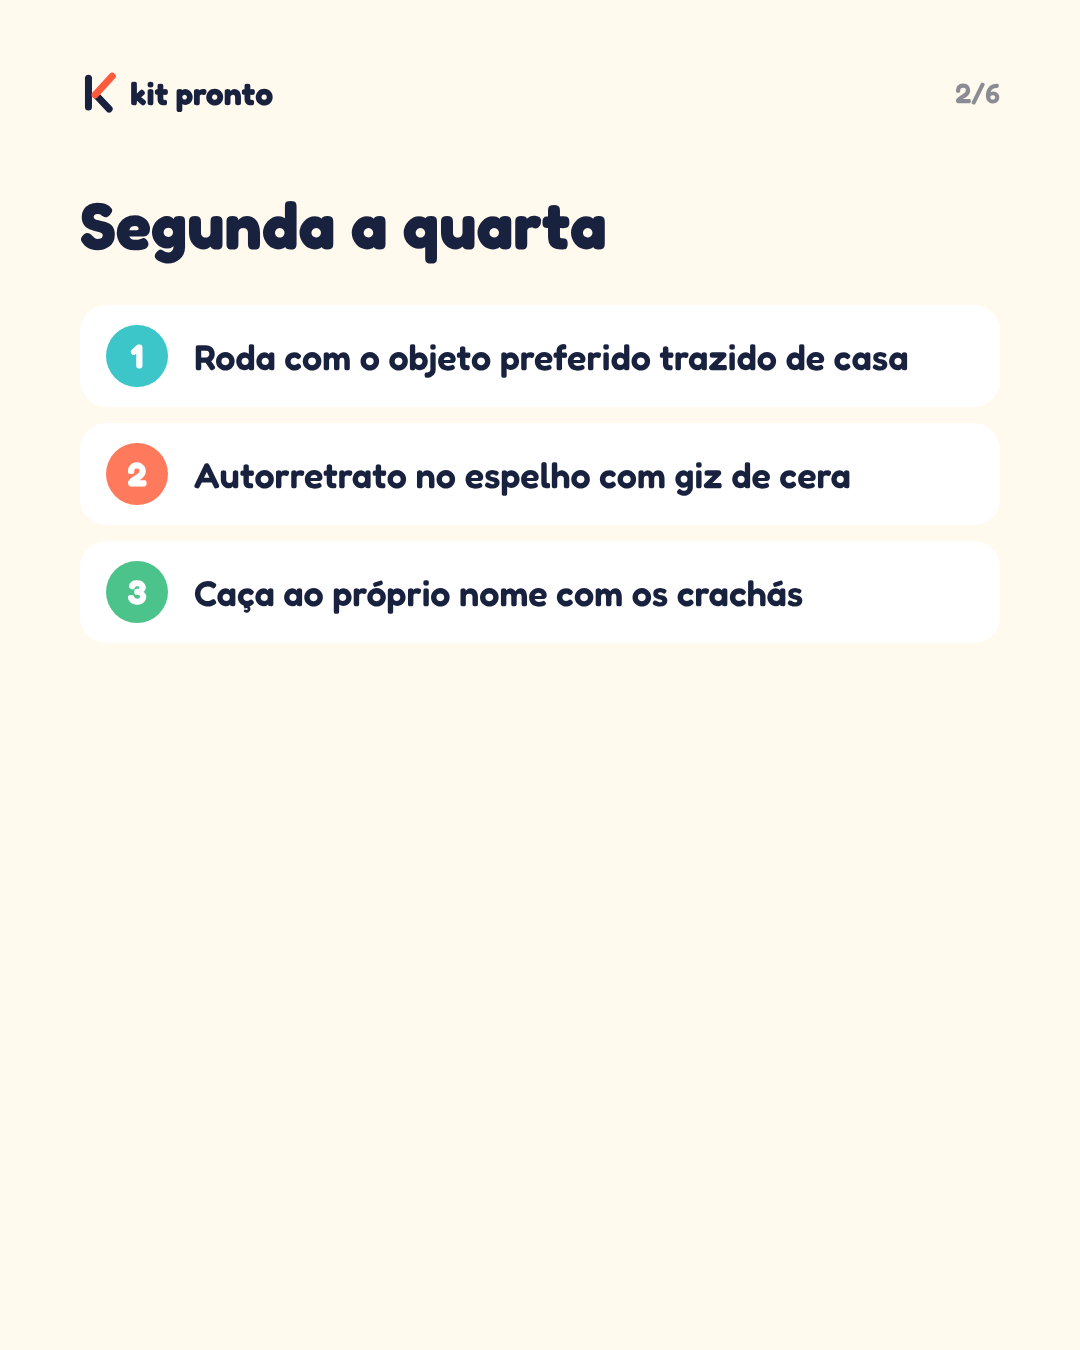 kit pronto
2/6
Segunda a quarta
1 Roda com o objeto preferido trazido de casa
2 Autorretrato no espelho com giz de cera
3 Caça ao próprio nome com os crachás